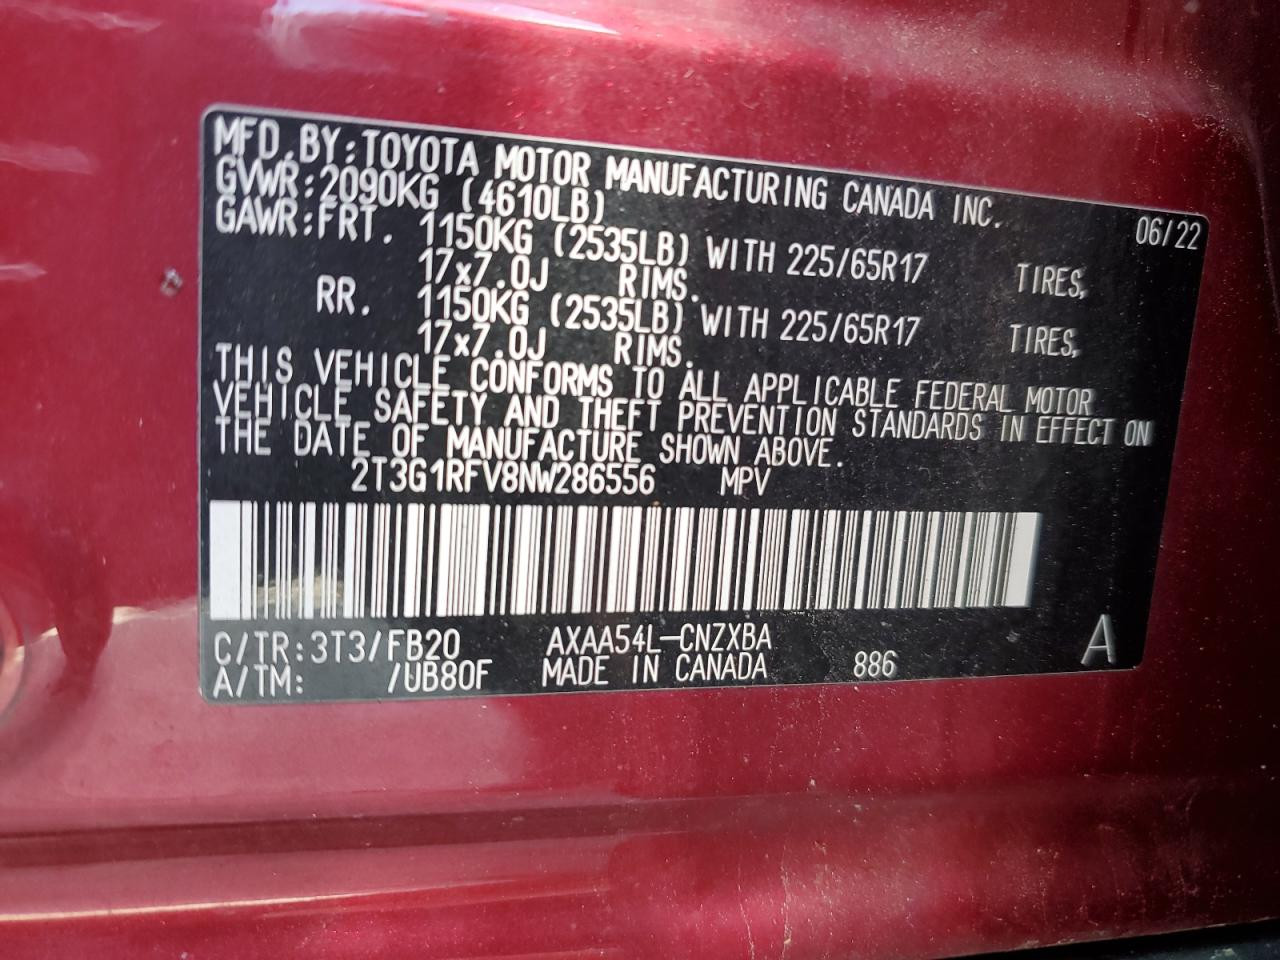 MFD.BY:TOYOTA MOTOR MANUFACTURING CANADA INC. 06/22
GVWR:2090KG (4610LB)
GAWR:FRT. 1150KG (2535LB) WITH 225/65R17 TIRES,
17x7.0J RIMS.
RR. 1150KG (2535LB) WITH 225/65R17 TIRES,
17x7.0J RIMS.
THIS VEHICLE CONFORMS TO ALL APPLICABLE FEDERAL MOTOR
VEHICLE SAFETY AND THEFT PREVENTION STANDARDS IN EFFECT ON
THE DATE OF MANUFACTURE SHOWN ABOVE.
2T3G1RFV8NW286556 MPV
C/TR:3T3/FB20 AXAA54L-CNZXBA A
A/TM: /UB80F MADE IN CANADA 886